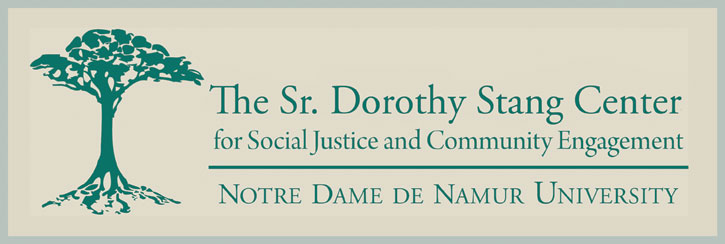 The Sr. Dorothy Stang Center
for Social Justice and Community Engagement
NOTRE DAME DE NAMUR UNIVERSITY